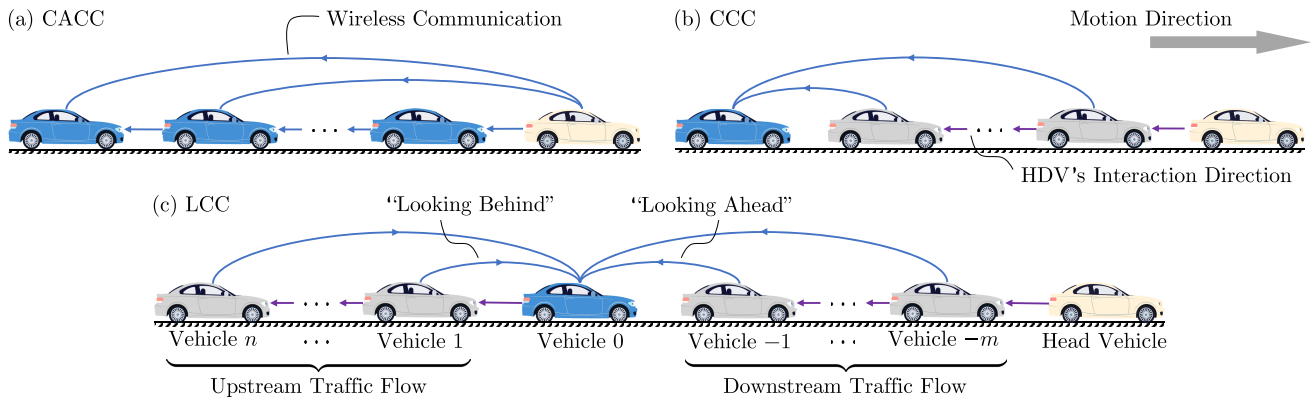 (a) CACC
Wireless Communication
(b) CCC
Motion Direction
HDV's Interaction Direction
(c) LCC
“Looking Behind”
“Looking Ahead”
Vehicle n
...
Vehicle 1
Vehicle 0
Vehicle −1
...
Vehicle −m
Head Vehicle
Upstream Traffic Flow
Downstream Traffic Flow